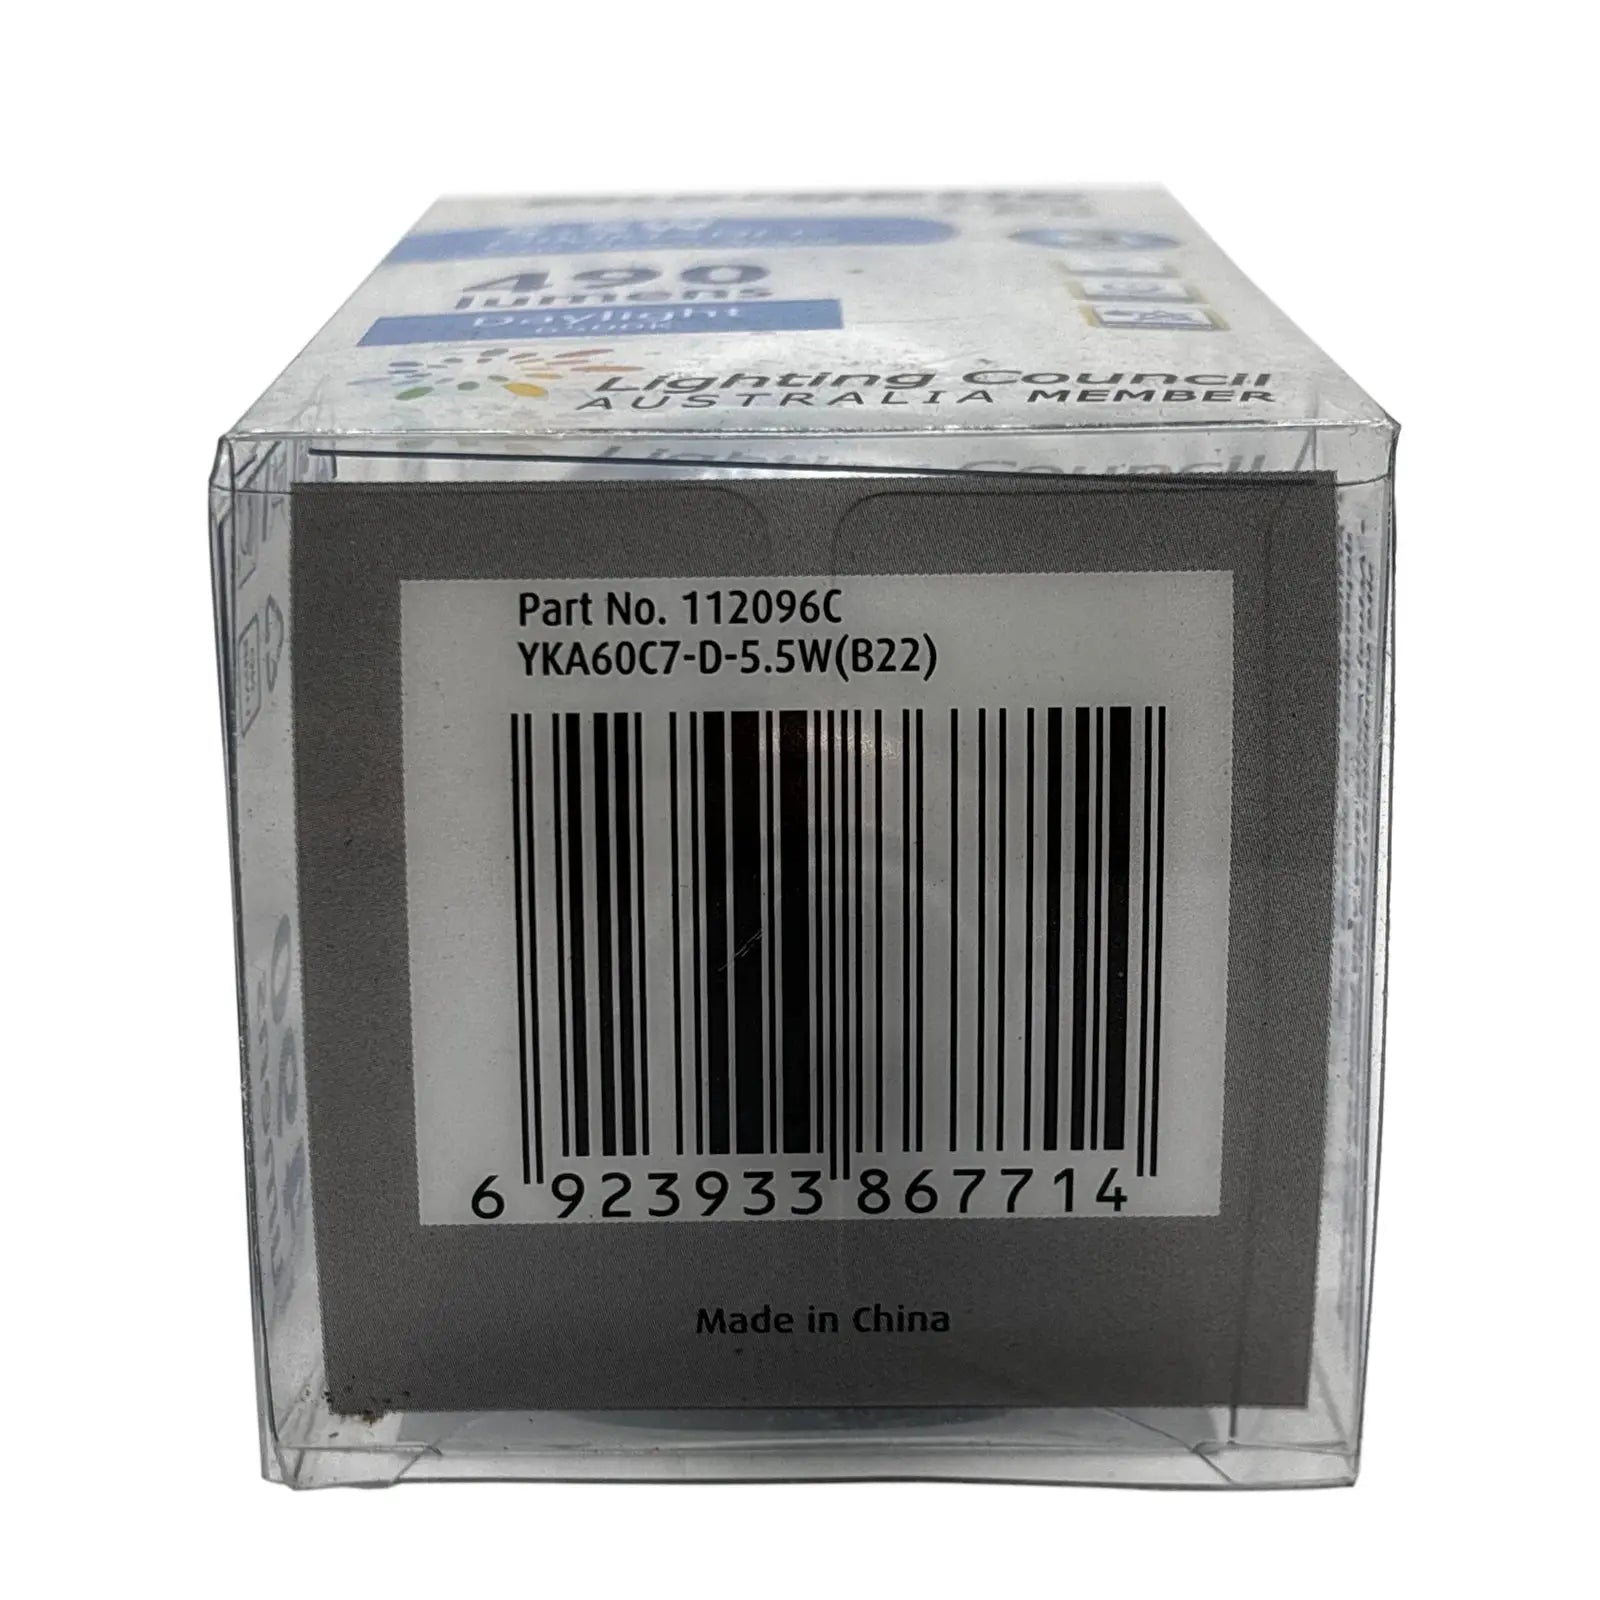 490
lumens
Daylight
6500K
Lighting Council
AUSTRALIA MEMBER
Part No. 112096C
YKA60C7-D-5.5W(B22)
6 923933 867714
Made in China